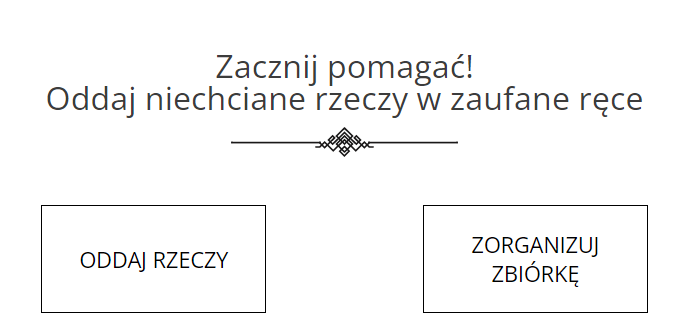 Zacznij pomagać!
Oddaj niechciane rzeczy w zaufane ręce
ODDAJ RZECZY
ZORGANIZUJ
ZBIÓRKĘ